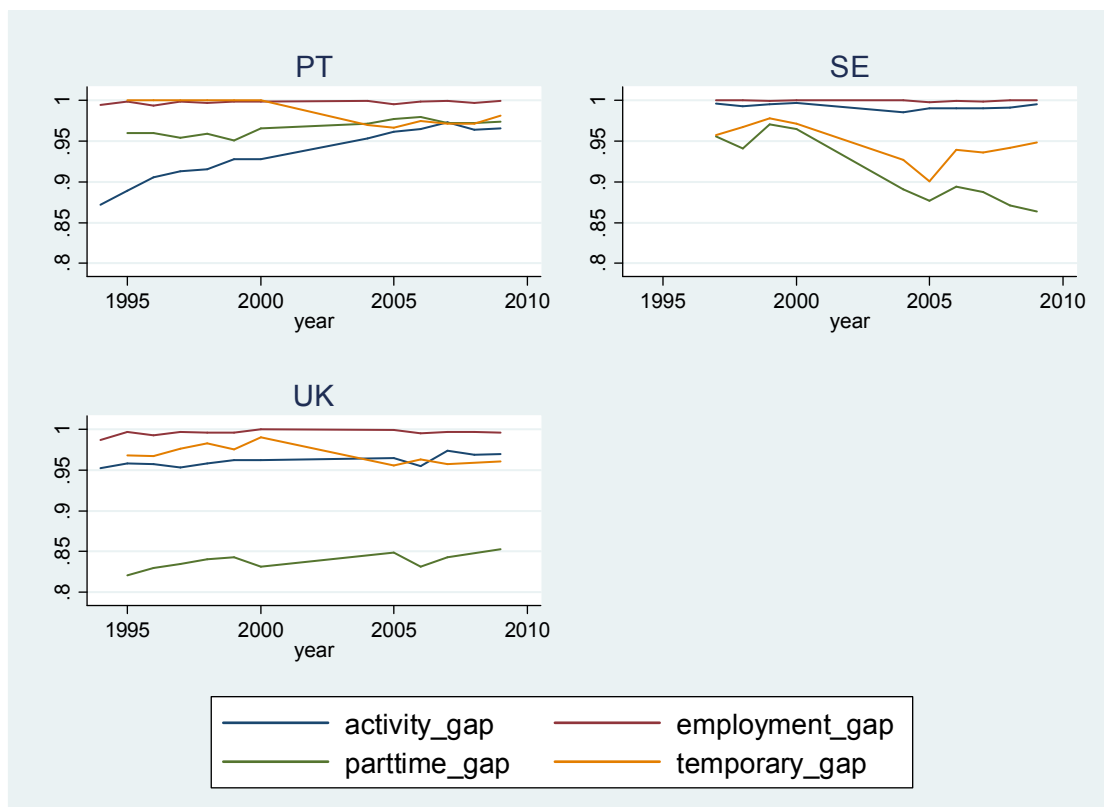 PT
1
.95
.9
.85
.8
1995 2000 2005 2010
year
SE
1
.95
.9
.85
.8
1995 2000 2005 2010
year
UK
1
.95
.9
.85
.8
1995 2000 2005 2010
year
activity_gap employment_gap
parttime_gap temporary_gap